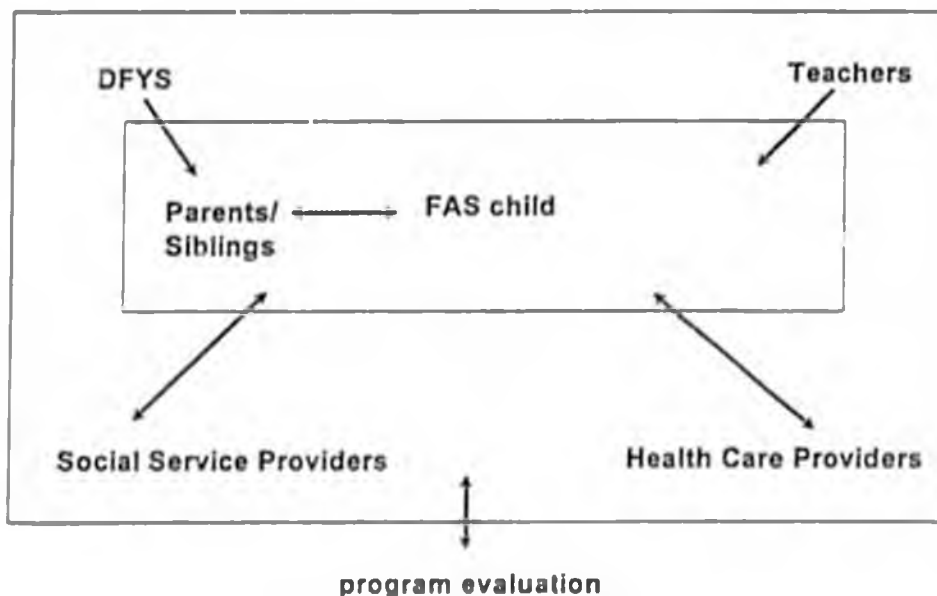 DFYS
Teachers
Parents/
Siblings
FAS child
Social Service Providers
Health Care Providers
program evaluation